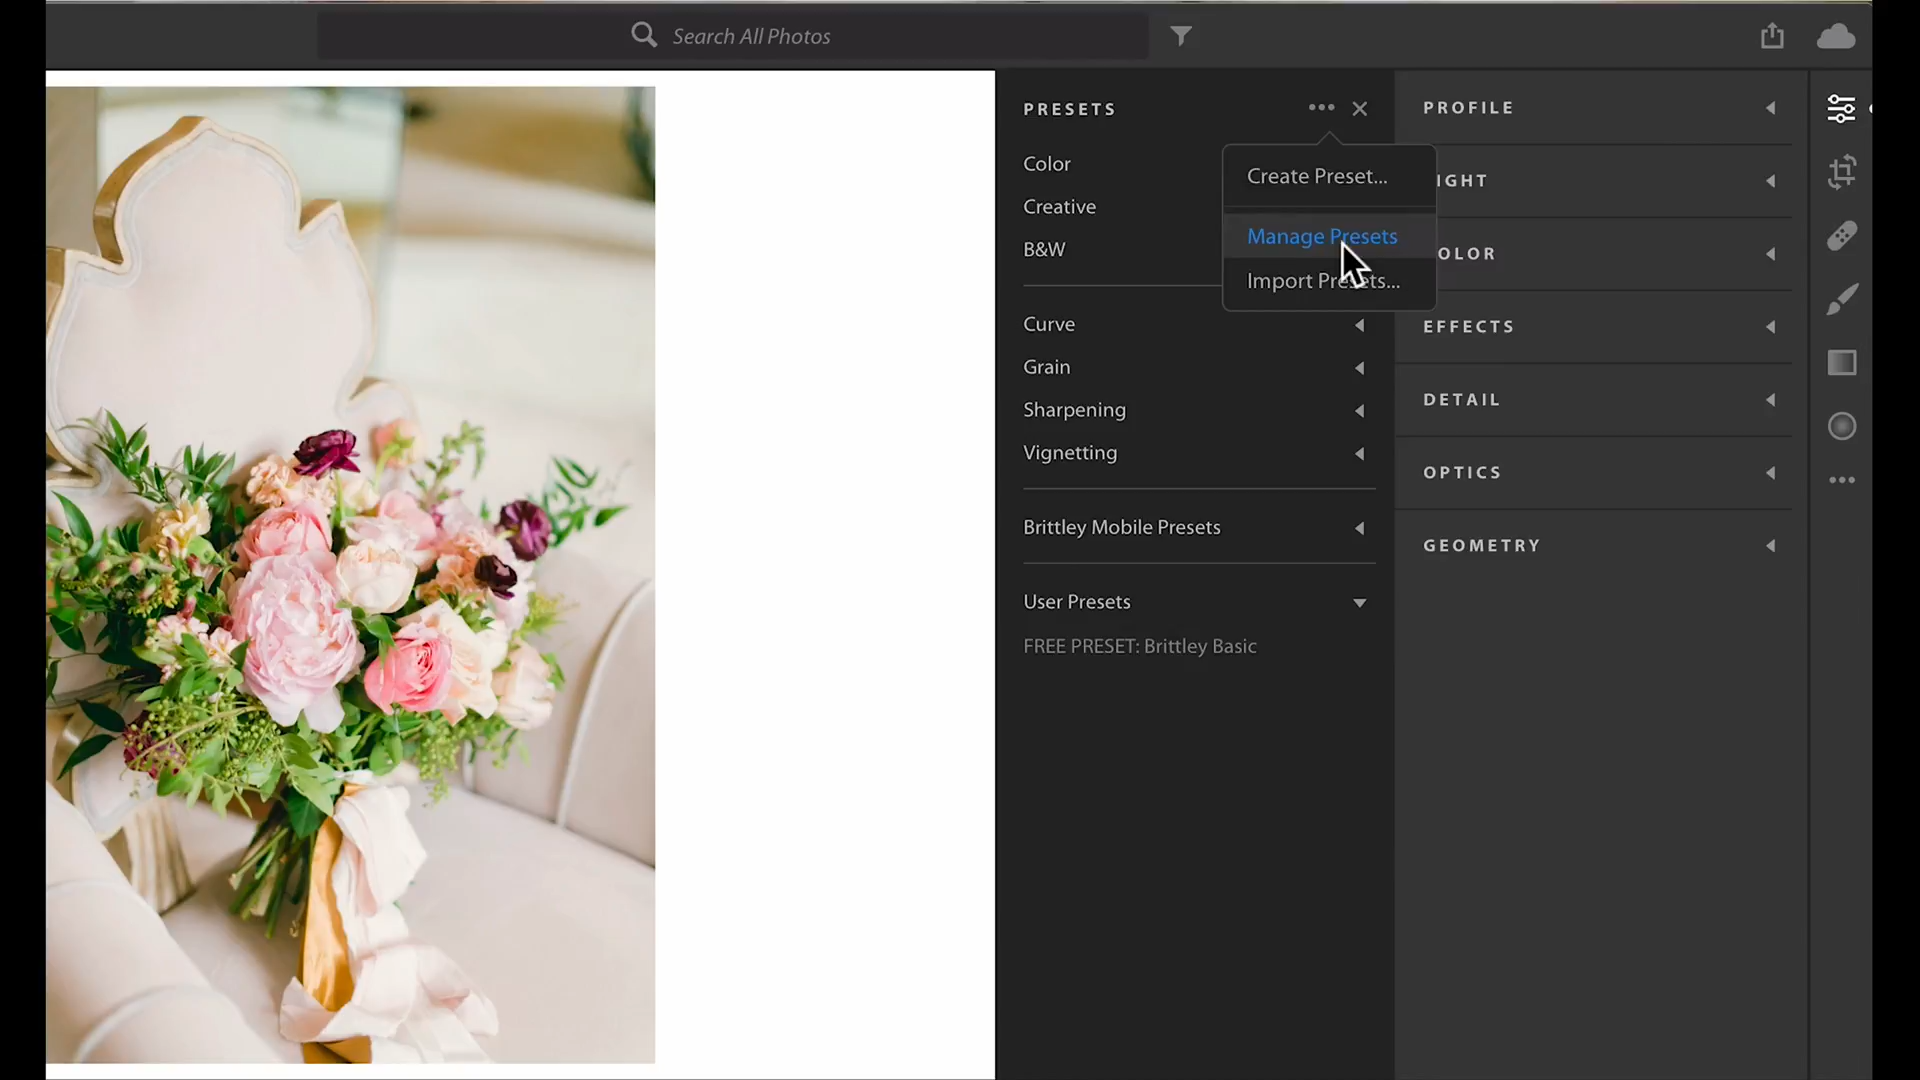 Search All Photos
PRESETS
Color
Creative
B&W
Curve
Grain
Sharpening
Vignetting
Brittley Mobile Presets
User Presets
FREE PRESET: Brittley Basic
Create Preset...
Manage Presets
Import Presets...
PROFILE
IGHT
OLOR
EFFECTS
DETAIL
OPTICS
GEOMETRY